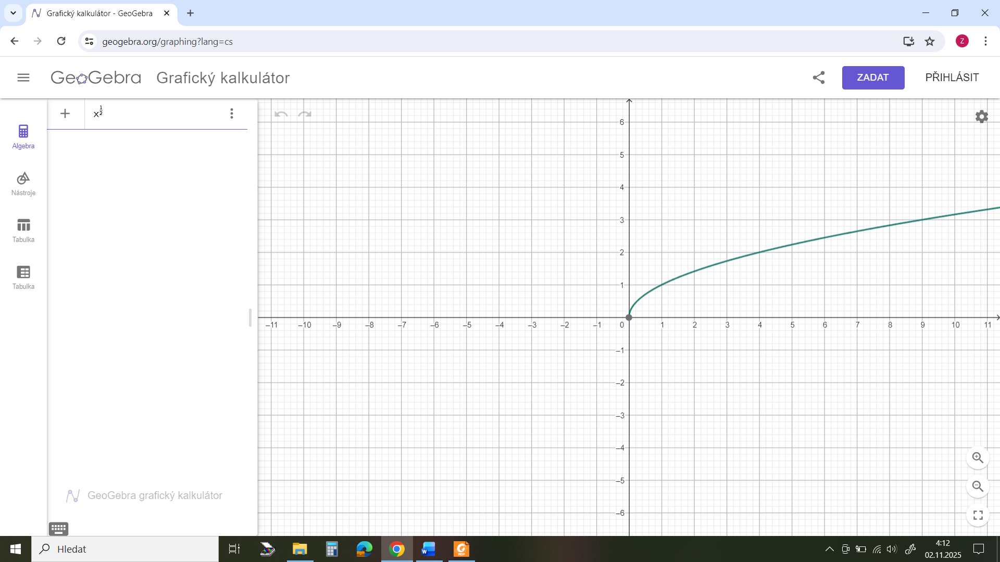 Grafický kalkulátor - GeoGebra
geogebra.org/graphing?lang=cs
Z
GeoGebra Grafický kalkulátor
ZADAT
PŘIHLÁSIT
x^(1/2)
Algebra
Nástroje
Tabulka
Tabulka
6
5
4
3
2
1
–11 –10 –9 –8 –7 –6 –5 –4 –3 –2 –1 0 1 2 3 4 5 6 7 8 9 10 11
–1
–2
–3
–4
–5
–6
GeoGebra grafický kalkulátor
Hledat
W
PDF
4:12
02.11.2025